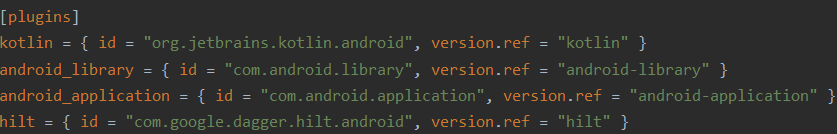 [plugins]
kotlin = { id = "org.jetbrains.kotlin.android", version.ref = "kotlin" }
android_library = { id = "com.android.library", version.ref = "android-library" }
android_application = { id = "com.android.application", version.ref = "android-application" }
hilt = { id = "com.google.dagger.hilt.android", version.ref = "hilt" }